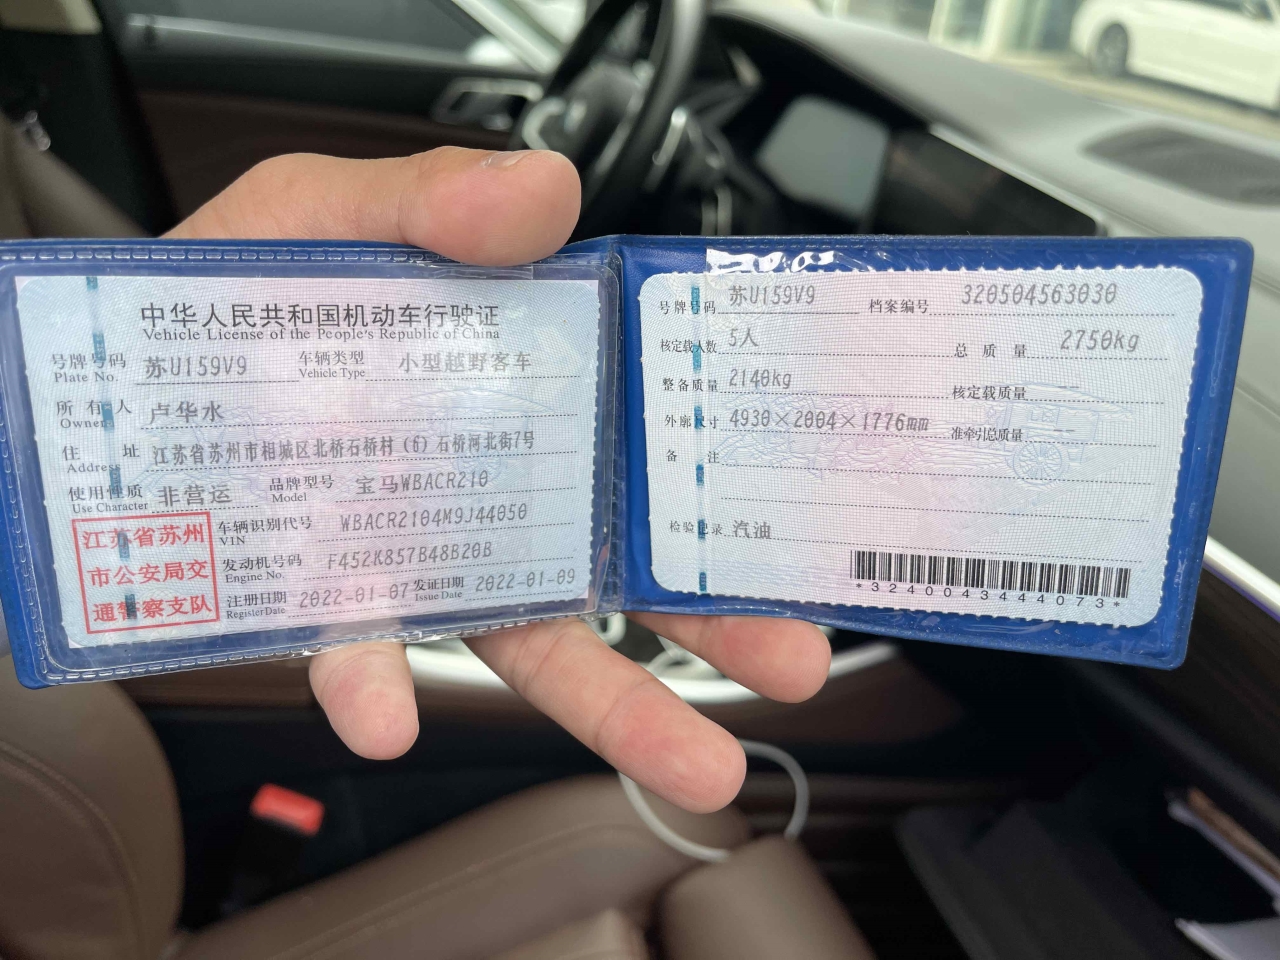 中华人民共和国机动车行驶证
Vehicle License of the People's Republic of China
号牌号码 Plate No. 苏U159V9 车辆类型 Vehicle Type 小型越野客车
所有人 Owner 卢华水
住址 Address 江苏省苏州市相城区北桥石桥村(6)石桥河北街7号
使用性质 Use Character 非营运 品牌型号 Model 宝马WBACR210
江苏省苏州
市公安局交
通警察支队
车辆识别代号 VIN WBACR2104M9J44050
发动机号码 Engine No. F452K857B48B20B
注册日期 Register Date 2022-01-07 发证日期 Issue Date 2022-01-09
号牌号码 苏U159V9 档案编号 320504563030
核定载人数 5人 总质量 2750kg
整备质量 2140kg 核定载质量 --
外廓尺寸 4930×2004×1776mm 准牵引总质量 --
备注
检验记录 汽油
*3240043444073*